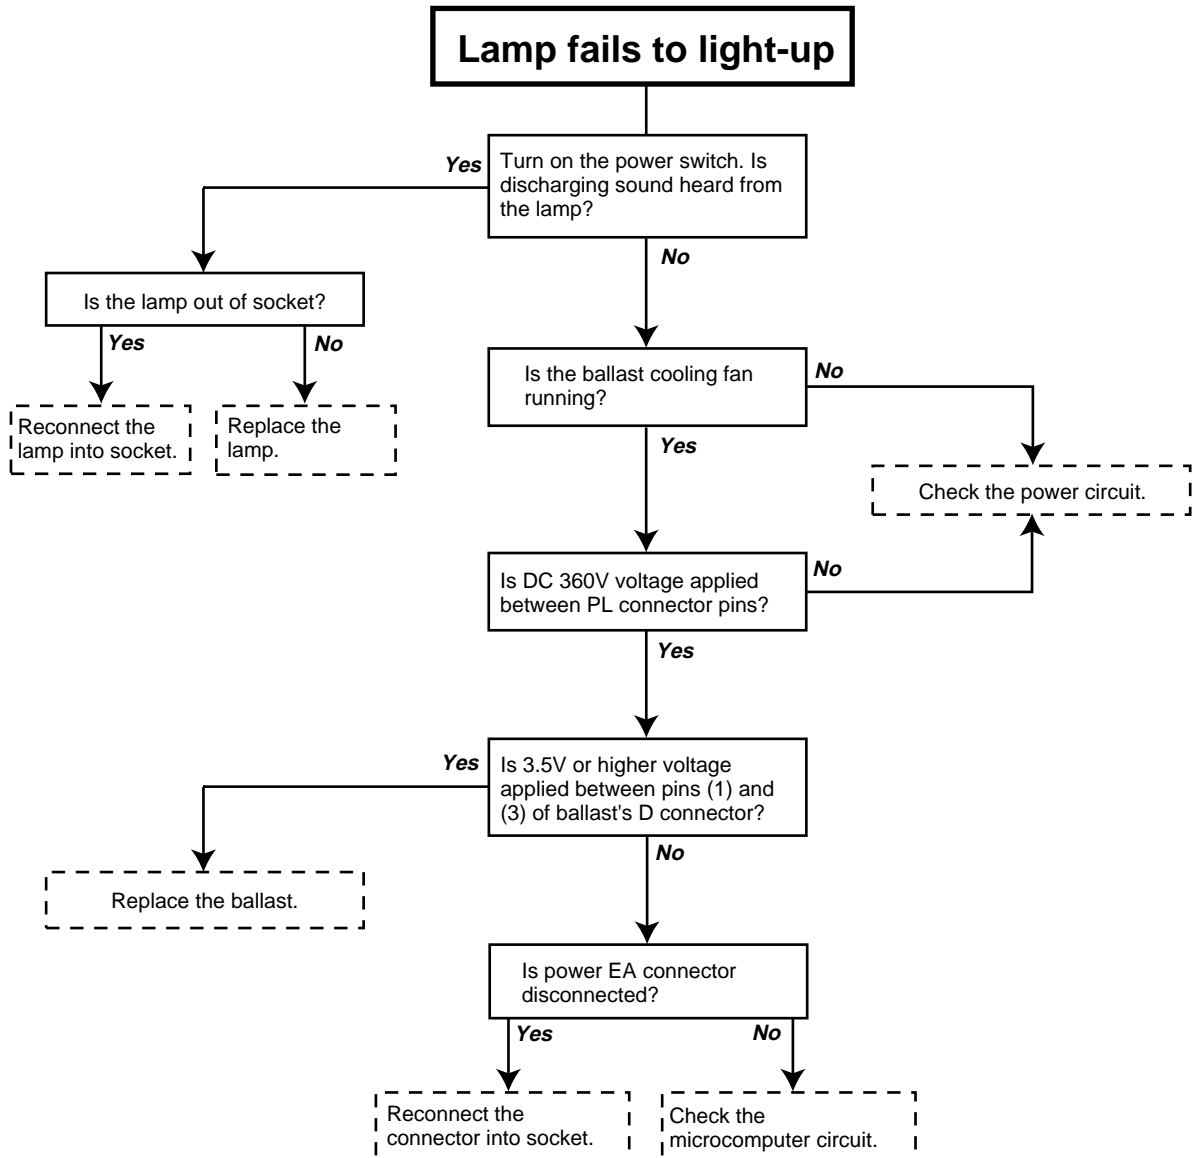 Lamp fails to light-up
Yes
Turn on the power switch. Is
discharging sound heard from
the lamp?
No
Is the lamp out of socket?
Yes
No
Reconnect the
lamp into socket.
Replace the
lamp.
Is the ballast cooling fan
running?
No
Yes
Check the power circuit.
Is DC 360V voltage applied
between PL connector pins?
No
Yes
Yes
Is 3.5V or higher voltage
applied between pins (1) and
(3) of ballast's D connector?
No
Replace the ballast.
Is power EA connector
disconnected?
Yes
No
Reconnect the
connector into socket.
Check the
microcomputer circuit.